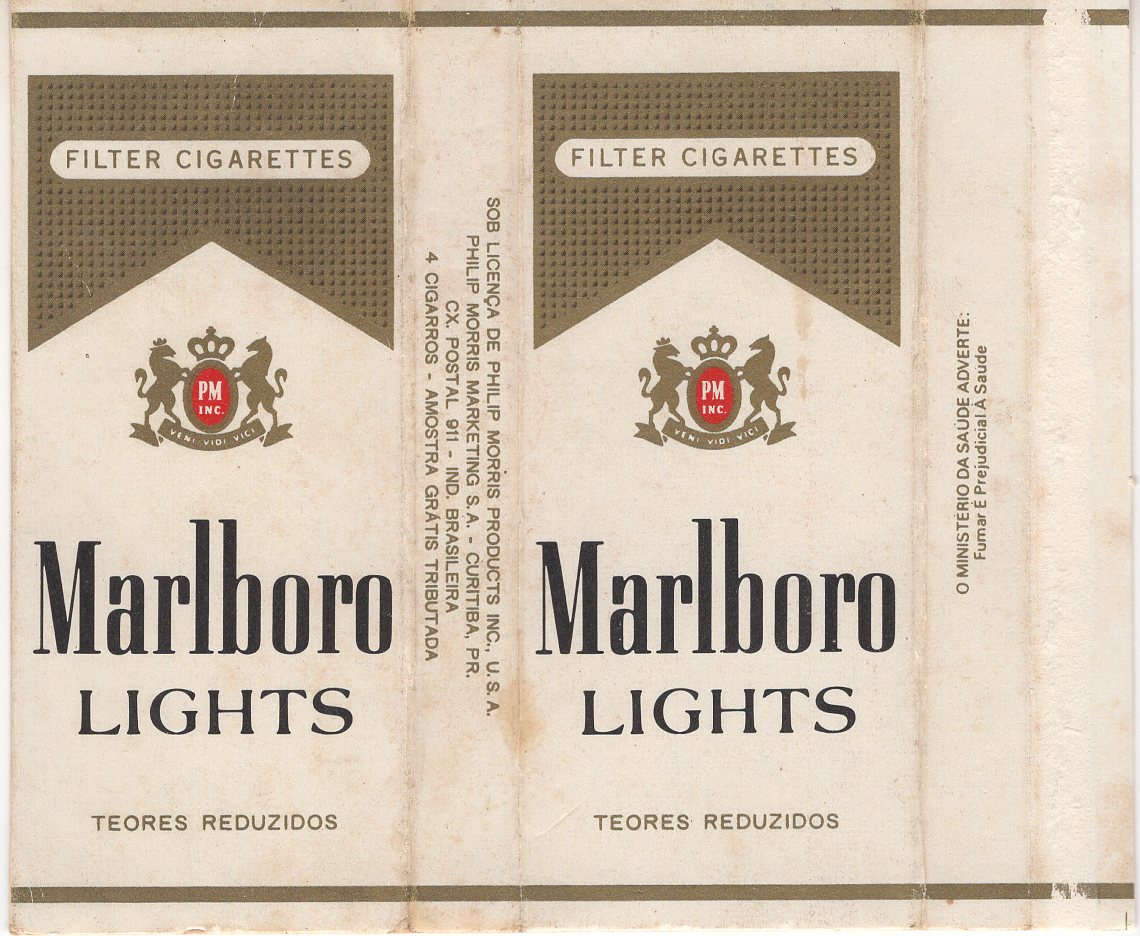 FILTER CIGARETTES
PM
INC.
VENI VIDI VICI
Marlboro
LIGHTS
TEORES REDUZIDOS
SOB LICENÇA DE PHILIP MORRIS PRODUCTS INC., U.S.A.
PHILIP MORRIS MARKETING S.A. - CURITIBA, PR.
CX. POSTAL 911 - IND. BRASILEIRA
4 CIGARROS - AMOSTRA GRÁTIS TRIBUTADA
FILTER CIGARETTES
PM
INC.
VENI VIDI VICI
Marlboro
LIGHTS
TEORES REDUZIDOS
O MINISTÉRIO DA SAÚDE ADVERTE:
Fumar É Prejudicial À Saúde